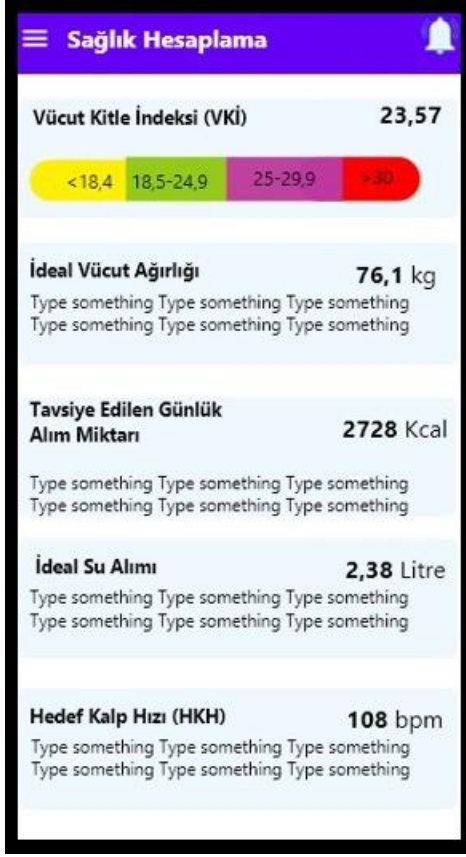 Sağlık Hesaplama
Vücut Kitle İndeksi (VKİ) 23,57
<18,4 18,5-24,9 25-29,9 >30
İdeal Vücut Ağırlığı 76,1 kg
Type something Type something Type something
Type something Type something Type something
Tavsiye Edilen Günlük
Alım Miktarı 2728 Kcal
Type something Type something Type something
Type something Type something Type something
İdeal Su Alımı 2,38 Litre
Type something Type something Type something
Type something Type something Type something
Hedef Kalp Hızı (HKH) 108 bpm
Type something Type something Type something
Type something Type something Type something